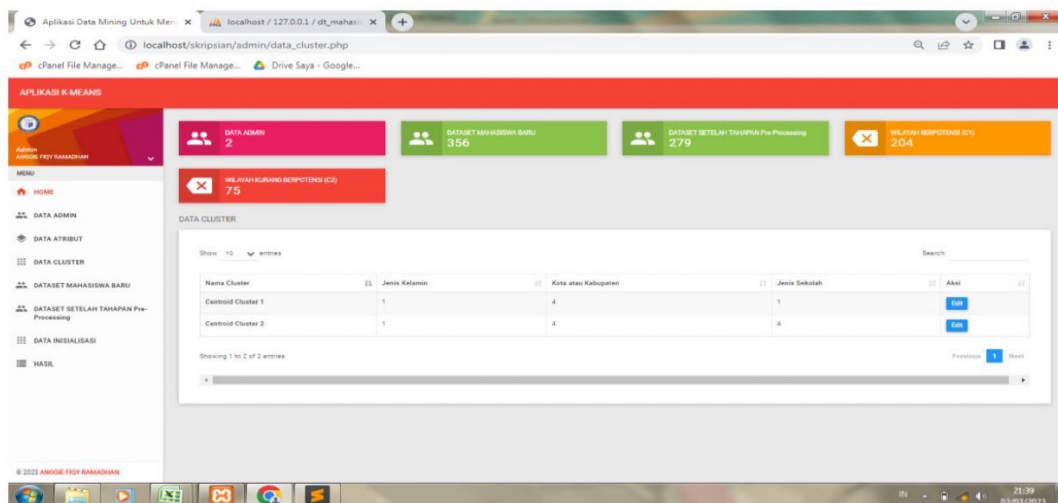 Aplikasi Data Mining Untuk Men
localhost / 127.0.0.1 / dt_mahasis
localhost/skripsian/admin/data_cluster.php
cPanel File Manage...
cPanel File Manage...
Drive Saya - Google...
APLIKASI K-MEANS
Admin
ANGGIE FIQY RAMADHAN
MENU
HOME
DATA ADMIN
DATA ATRIBUT
DATA CLUSTER
DATASET MAHASISWA BARU
DATASET SETELAH TAHAPAN Pre-
Processing
DATA INISIALISASI
HASIL
© 2023 ANGGIE FIQY RAMADHAN.
DATA ADMIN
2
DATASET MAHASISWA BARU
356
DATASET SETELAH TAHAPAN Pre-Processing
279
WILAYAH BERPOTENSI (C1)
204
WILAYAH KURANG BERPOTENSI (C2)
75
DATA CLUSTER
Show 10 entries
Search:
Nama Cluster Jenis Kelamin Kota atau Kabupaten Jenis Sekolah Aksi
Centroid Cluster 1 1 4 1 Edit
Centroid Cluster 2 1 4 4 Edit
Showing 1 to 2 of 2 entries
Previous 1 Next
IN
21:39
03/03/2023